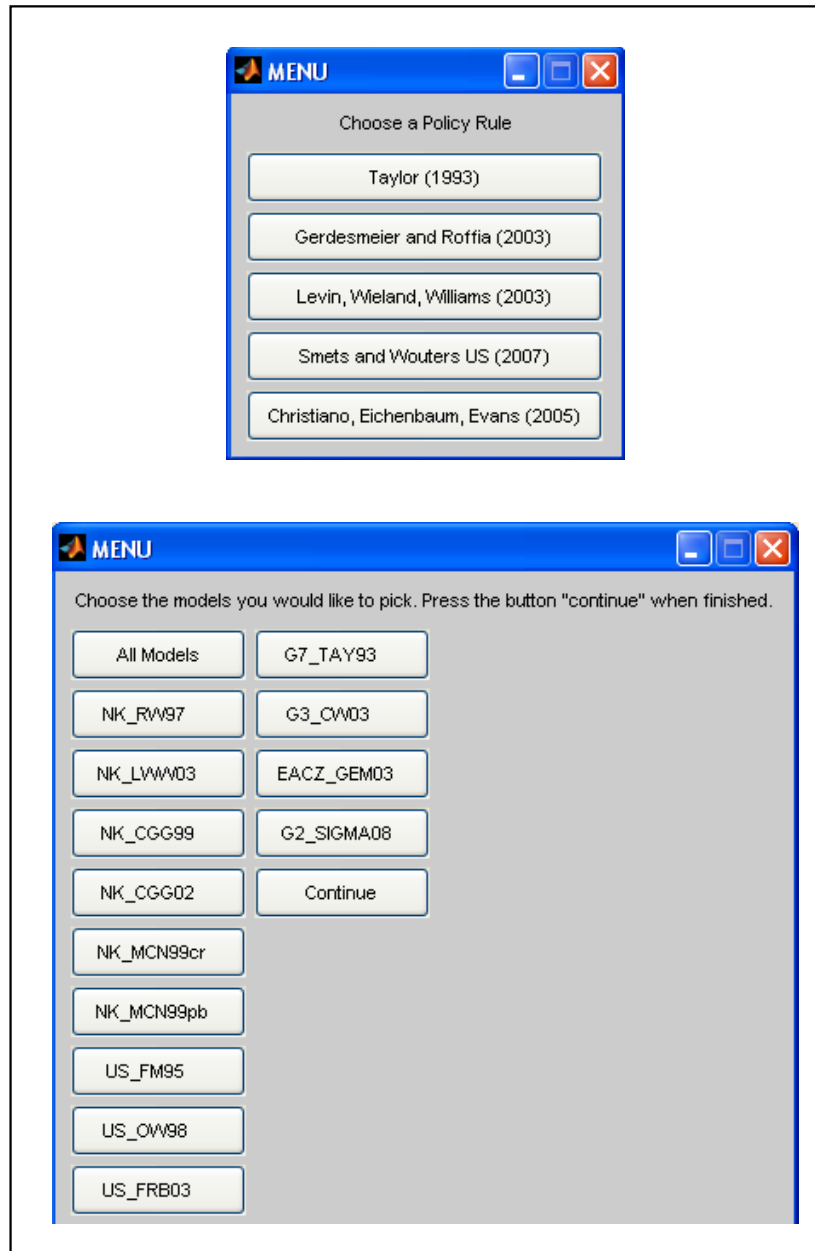 MENU
Choose a Policy Rule
Taylor (1993)
Gerdesmeier and Roffia (2003)
Levin, Wieland, Williams (2003)
Smets and Wouters US (2007)
Christiano, Eichenbaum, Evans (2005)
MENU
Choose the models you would like to pick. Press the button "continue" when finished.
All Models
NK_RW97
NK_LWW03
NK_CGG99
NK_CGG02
NK_MCN99cr
NK_MCN99pb
US_FM95
US_OW98
US_FRB03
G7_TAY93
G3_CW03
EACZ_GEM03
G2_SIGMA08
Continue